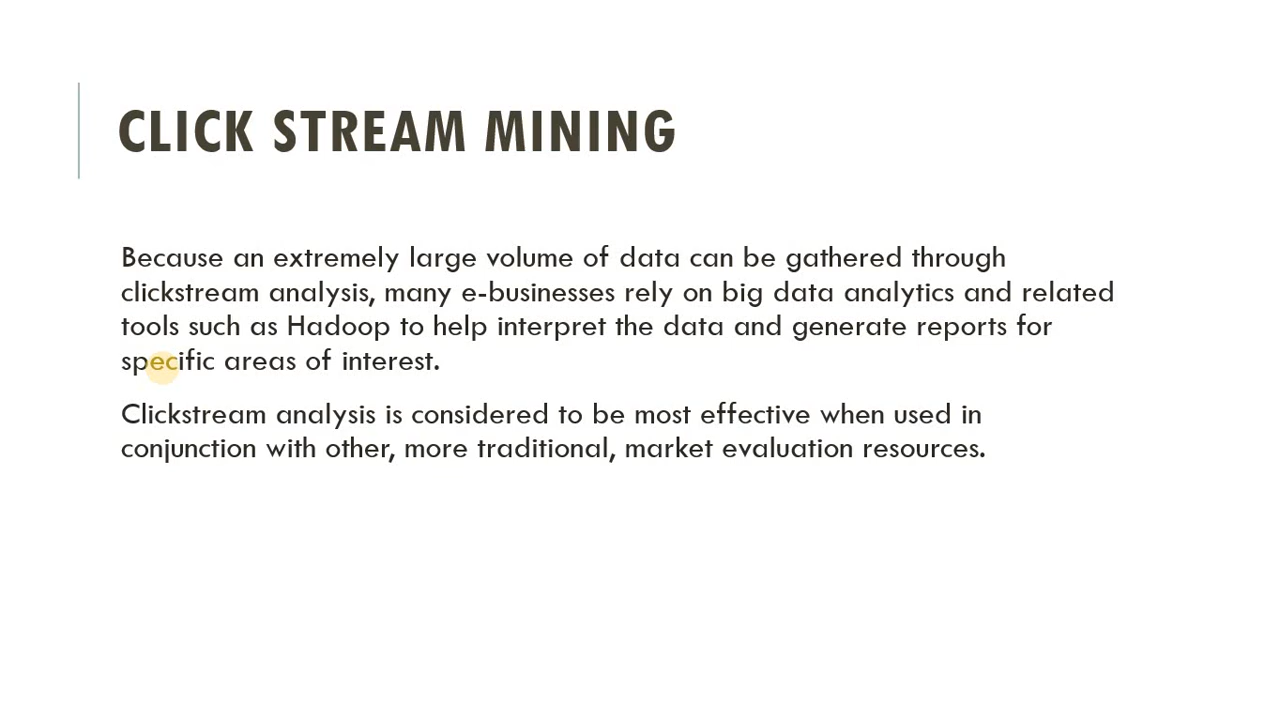 CLICK STREAM MINING
Because an extremely large volume of data can be gathered through
clickstream analysis, many e-businesses rely on big data analytics and related
tools such as Hadoop to help interpret the data and generate reports for
specific areas of interest.
Clickstream analysis is considered to be most effective when used in
conjunction with other, more traditional, market evaluation resources.